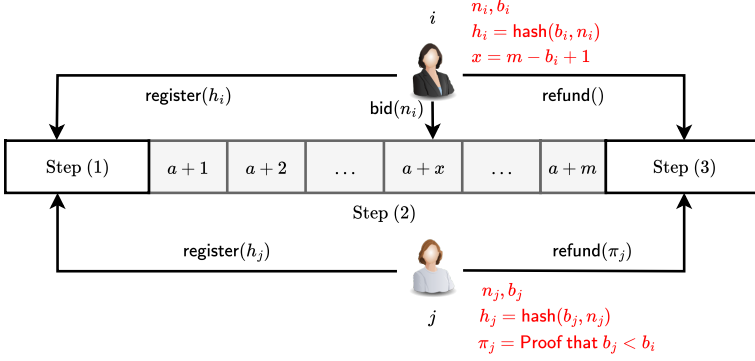 i
n_i, b_i
h_i = hash(b_i, n_i)
x = m − b_i + 1
register(h_i)
bid(n_i)
refund()
Step (1)
a + 1
a + 2
...
a + x
...
a + m
Step (3)
Step (2)
register(h_j)
refund(π_j)
j
n_j, b_j
h_j = hash(b_j, n_j)
π_j = Proof that b_j < b_i